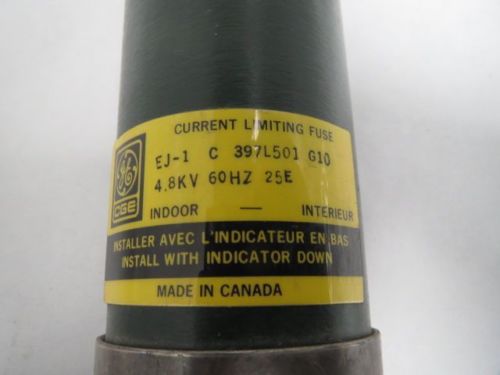 CURRENT LIMITING FUSE
EJ-1 C 397L501 G10
4.8KV 60HZ 25E
CGE
INDOOR — INTERIEUR
INSTALLER AVEC L'INDICATEUR EN BAS
INSTALL WITH INDICATOR DOWN
MADE IN CANADA